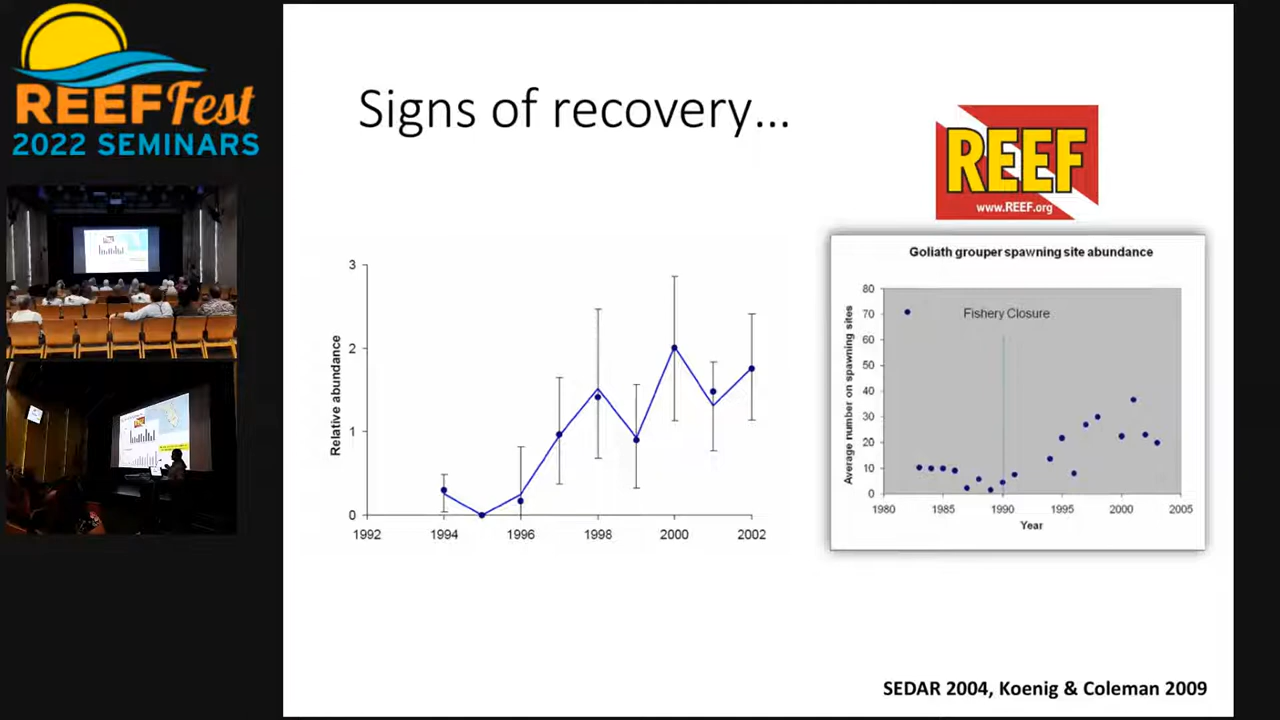 REEF Fest
2022 SEMINARS
Signs of recovery...
REEF
www.REEF.org
3
2
1
0
Relative abundance
1992 1994 1996 1998 2000 2002
Goliath grouper spawning site abundance
80
70
60
50
40
30
20
10
0
Average number on spawning sites
Fishery Closure
1980 1985 1990 1995 2000 2005
Year
SEDAR 2004, Koenig & Coleman 2009